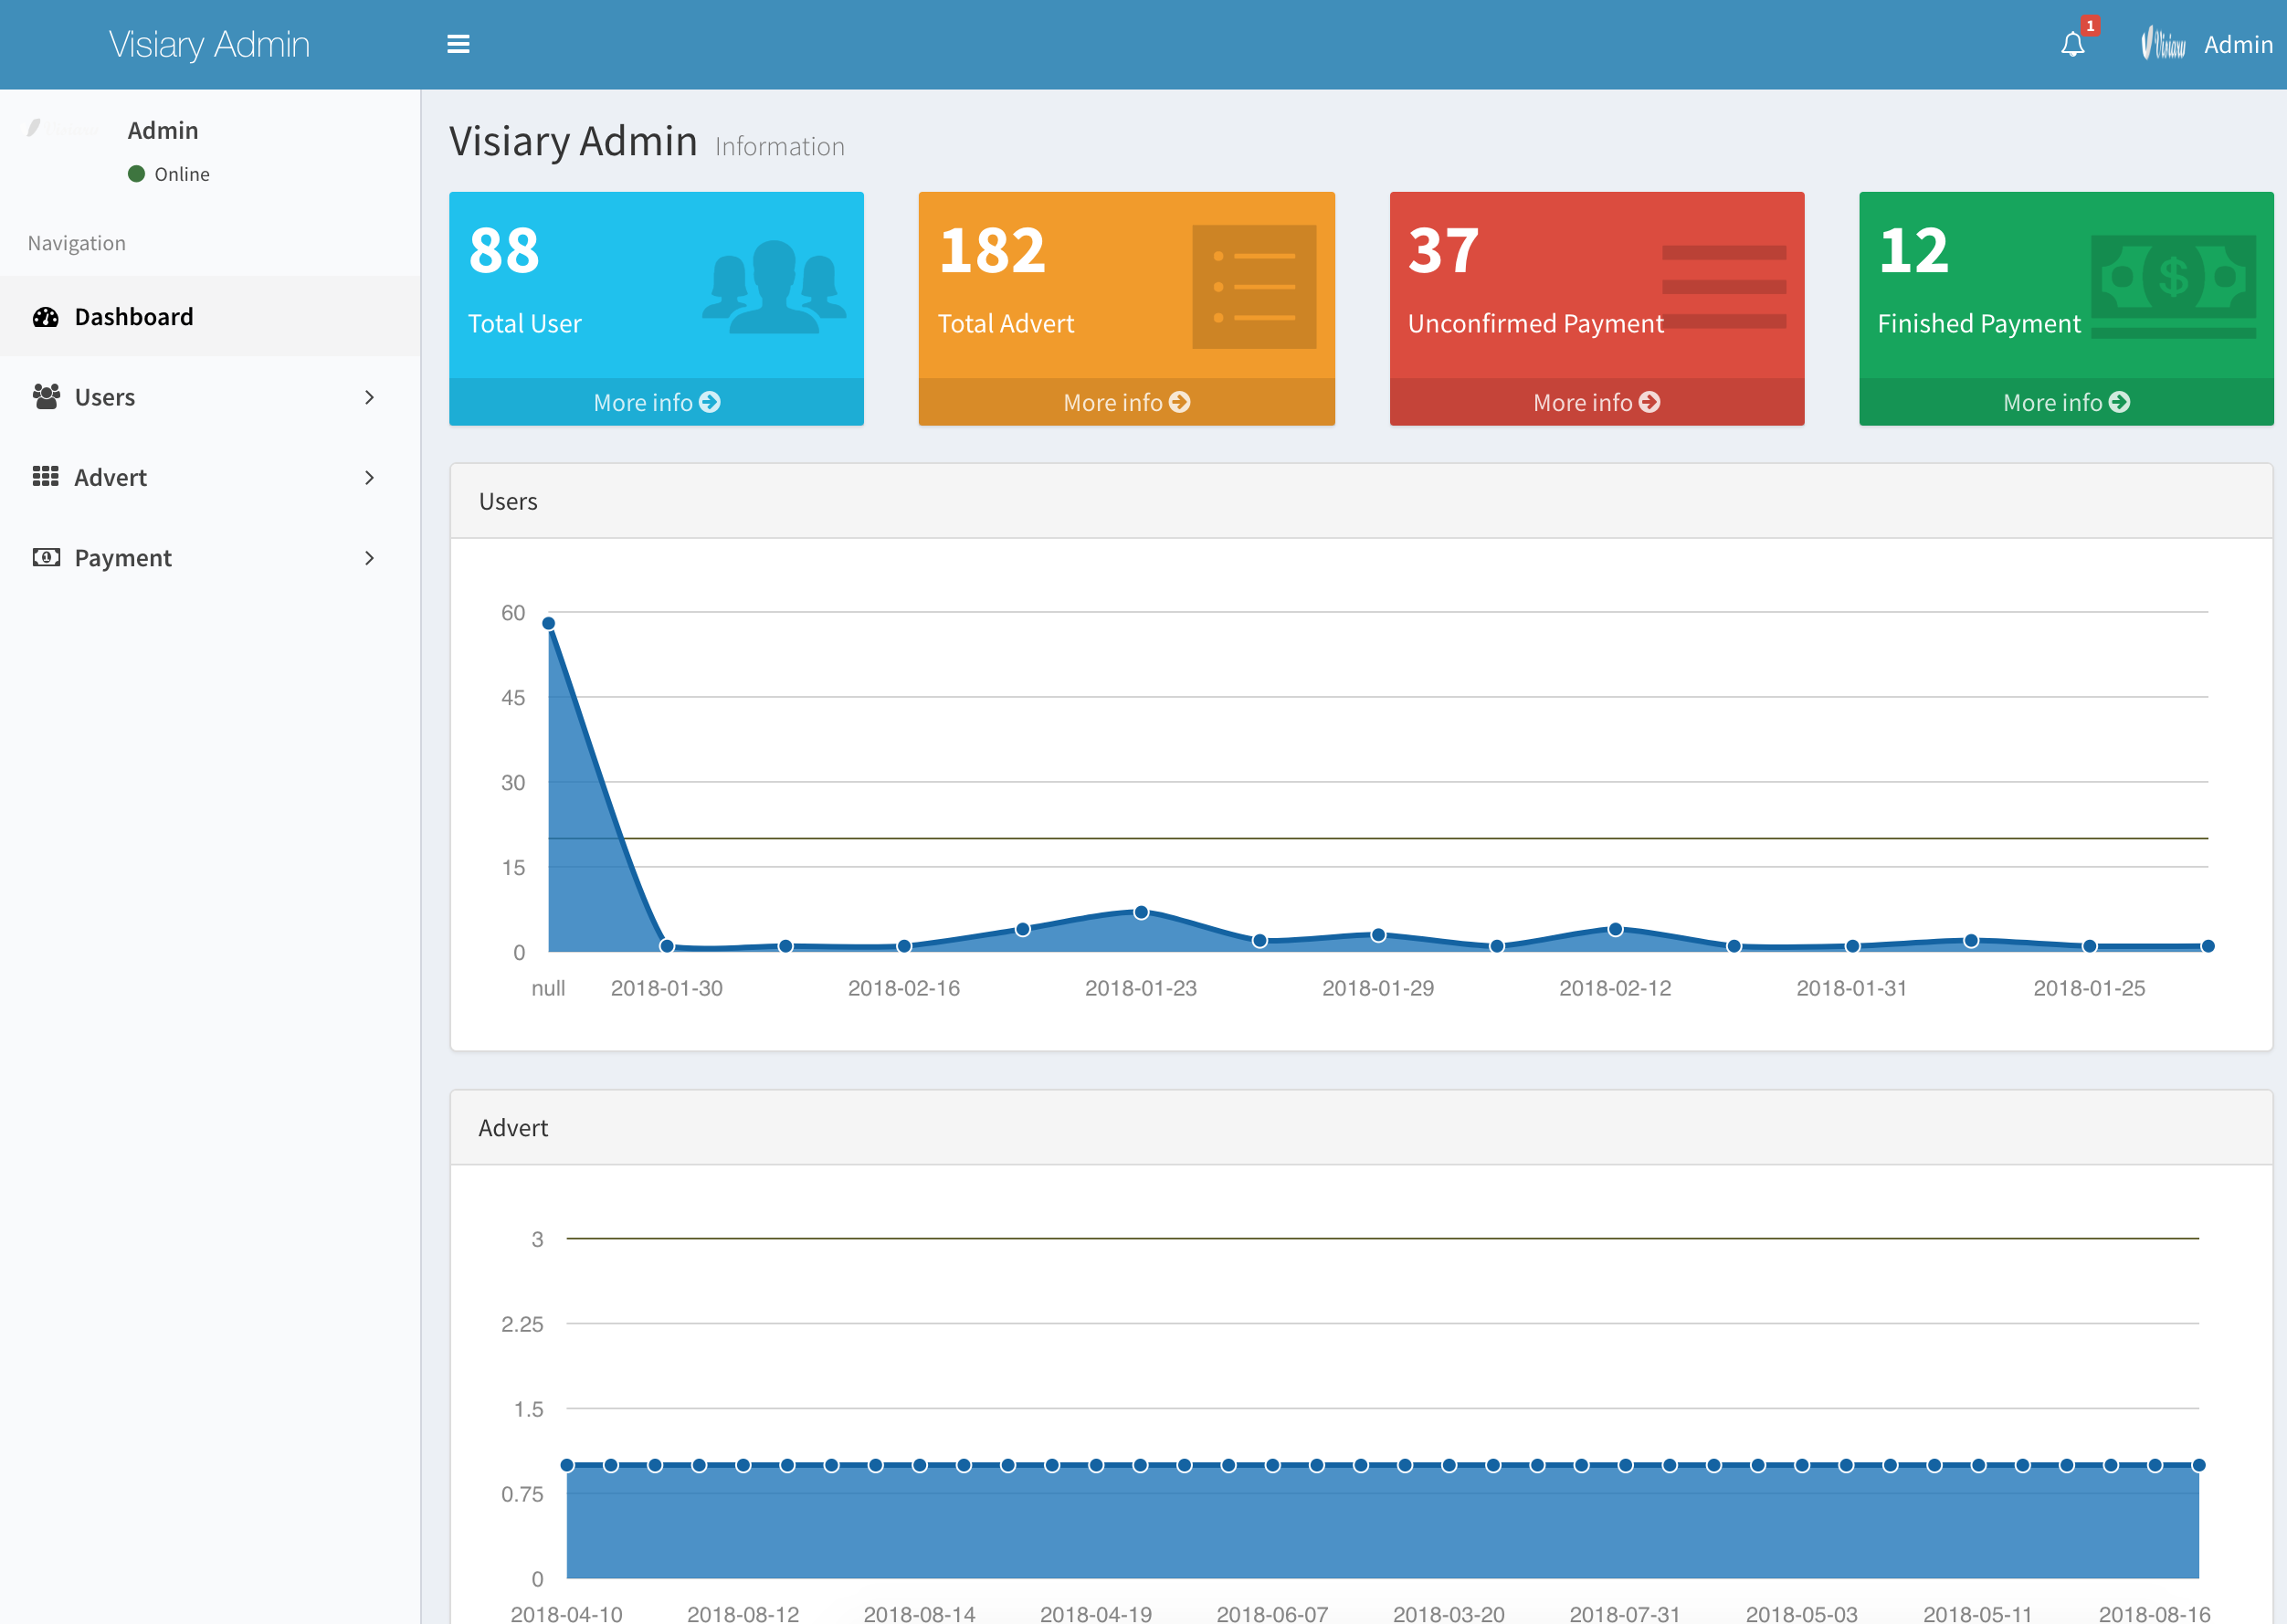 Visiary Admin
1
Visiary
Admin
Admin
Online
Navigation
Dashboard
Users
Advert
Payment
Visiary Admin Information
88
Total User
More info
182
Total Advert
More info
37
Unconfirmed Payment
More info
12
Finished Payment
More info
Users
60
45
30
15
0
null 2018-01-30 2018-02-16 2018-01-23 2018-01-29 2018-02-12 2018-01-31 2018-01-25
Advert
3
2.25
1.5
0.75
0
2018-04-10 2018-08-12 2018-08-14 2018-04-19 2018-06-07 2018-03-20 2018-07-31 2018-05-03 2018-05-11 2018-08-16